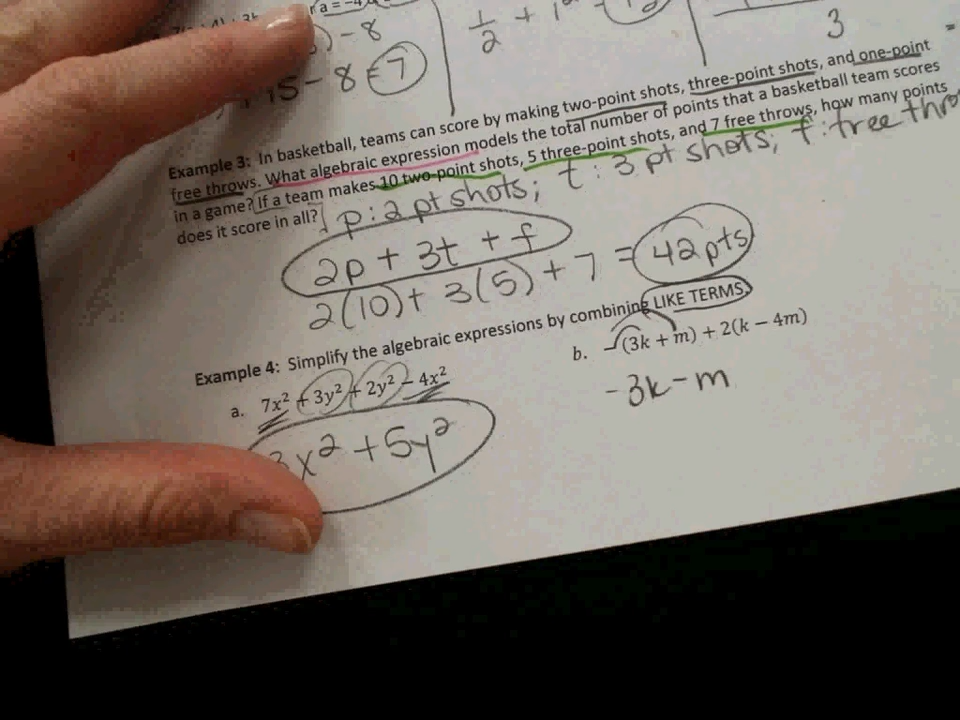 a = -4
- 8
15 - 8 = 7
1/2 + 1
3
Example 3: In basketball, teams can score by making two-point shots, three-point shots, and one-point
free throws. What algebraic expression models the total number of points that a basketball team scores
in a game? If a team makes 10 two-point shots, 5 three-point shots, and 7 free throws, how many points
does it score in all?
p: 2 pt shots; t: 3 pt shots; f: free thro
2p + 3t + f
2(10) + 3(5) + 7 = 42 pts
Example 4: Simplify the algebraic expressions by combining LIKE TERMS
a. 7x² + 3y² + 2y² - 4x²
b. -(3k + m) + 2(k - 4m)
-3k - m
3x² + 5y²